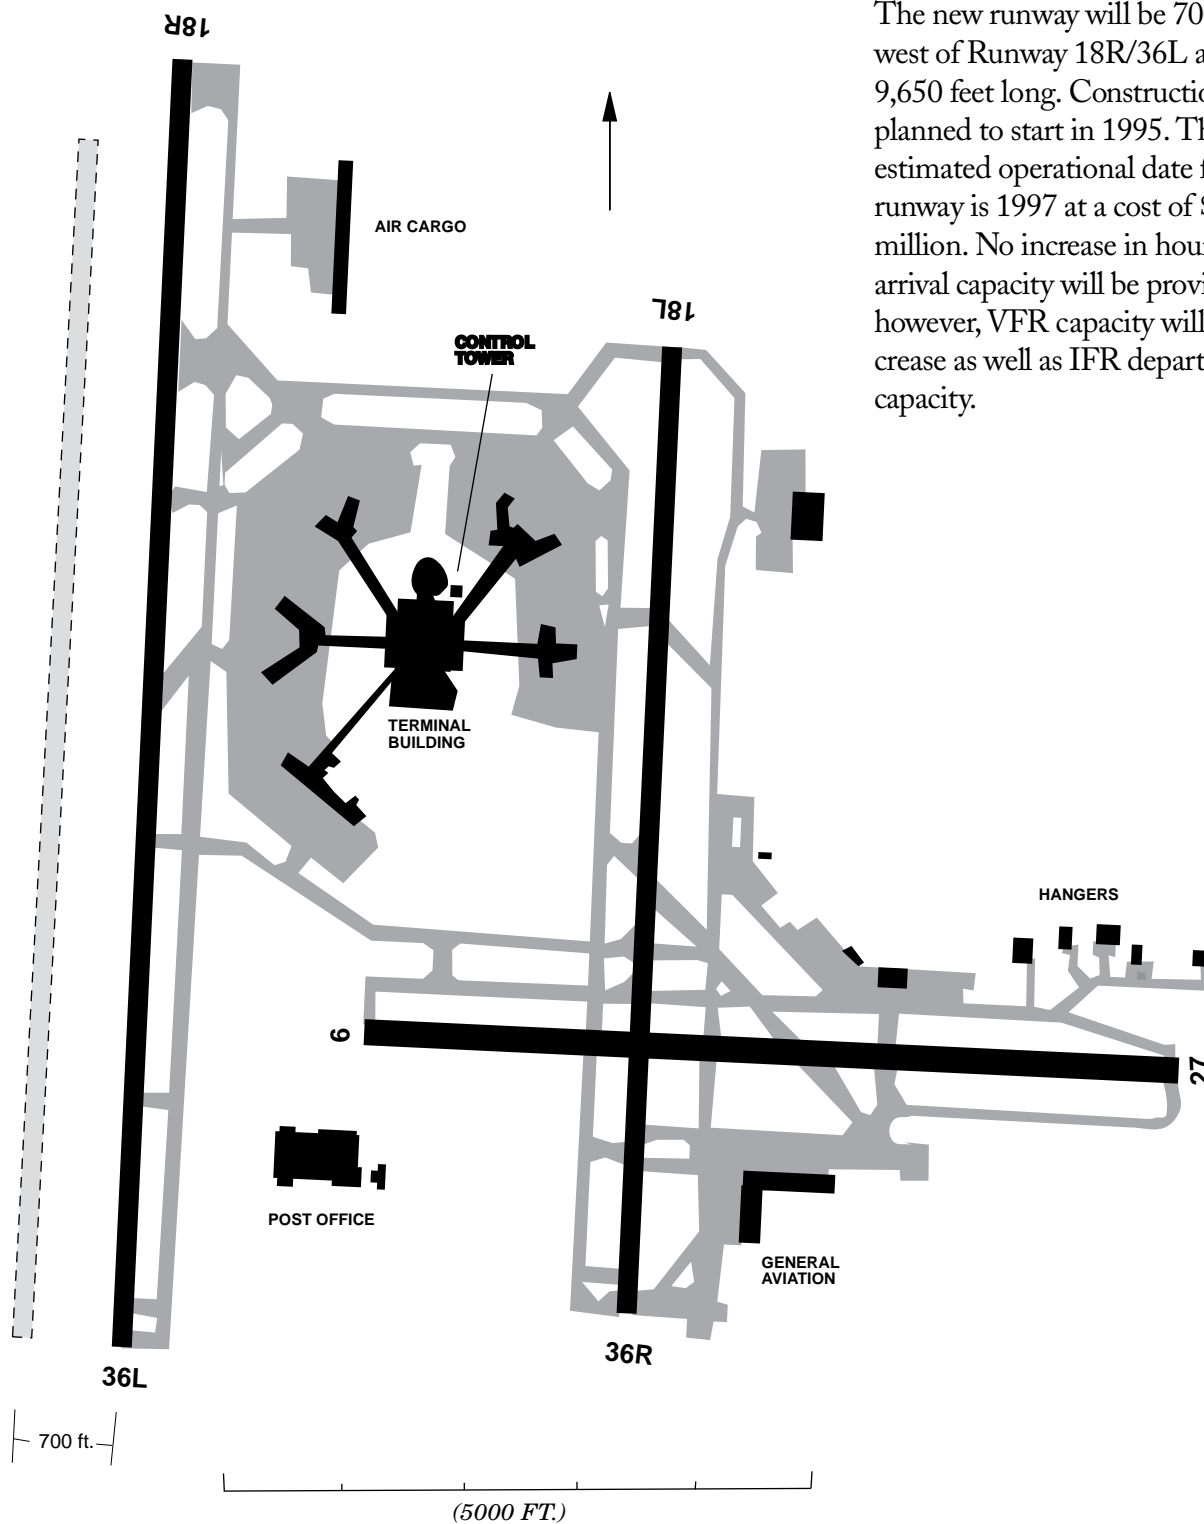 The new runway will be 70
west of Runway 18R/36L a
9,650 feet long. Constructio
planned to start in 1995. Th
estimated operational date f
runway is 1997 at a cost of
million. No increase in hou
arrival capacity will be provi
however, VFR capacity will
crease as well as IFR depart
capacity.
18R
AIR CARGO
18L
CONTROL
TOWER
TERMINAL
BUILDING
HANGERS
9
27
POST OFFICE
GENERAL
AVIATION
36R
36L
700 ft.
(5000 FT.)